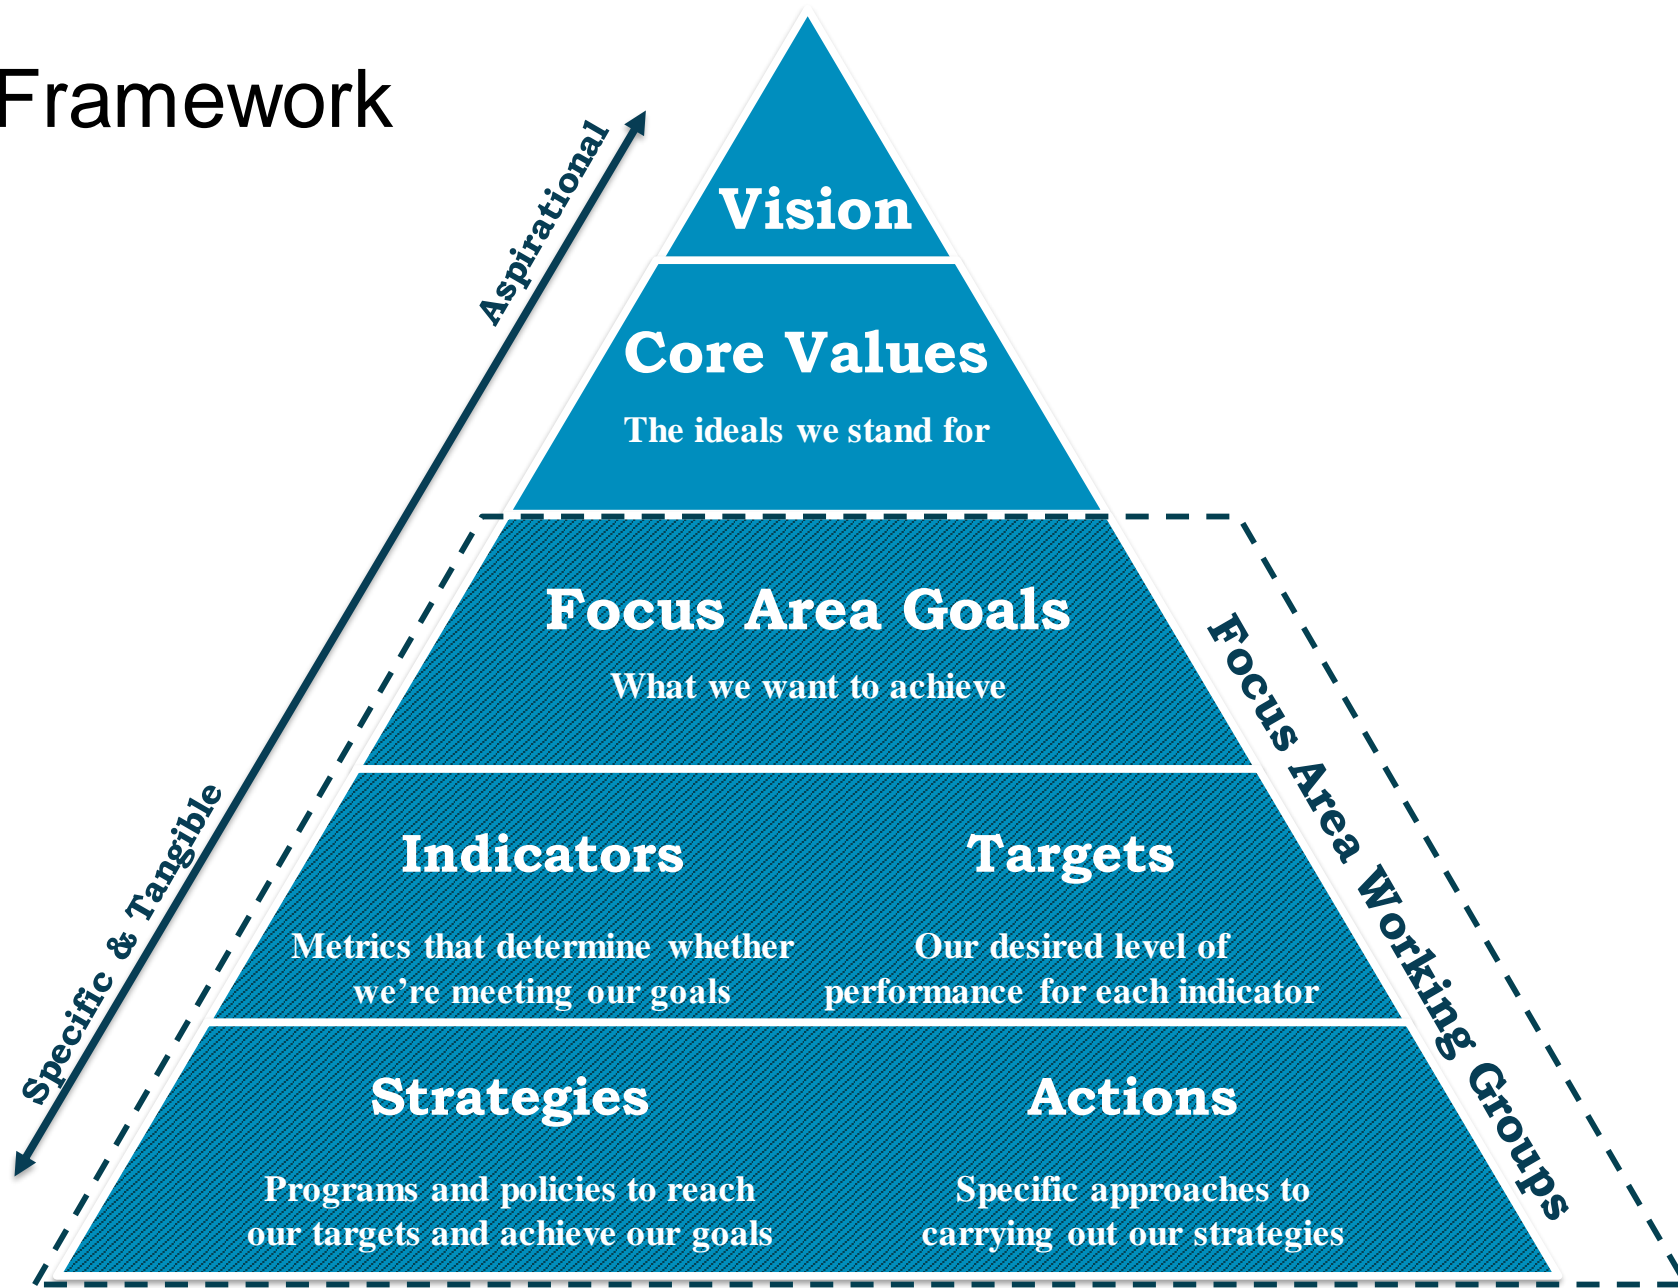 Framework
Aspirational
Vision
Core Values
The ideals we stand for
Focus Area Goals
What we want to achieve
Specific & Tangible
Indicators
Metrics that determine whether
we’re meeting our goals
Targets
Our desired level of
performance for each indicator
Focus Area Working Groups
Strategies
Programs and policies to reach
our targets and achieve our goals
Actions
Specific approaches to
carrying out our strategies